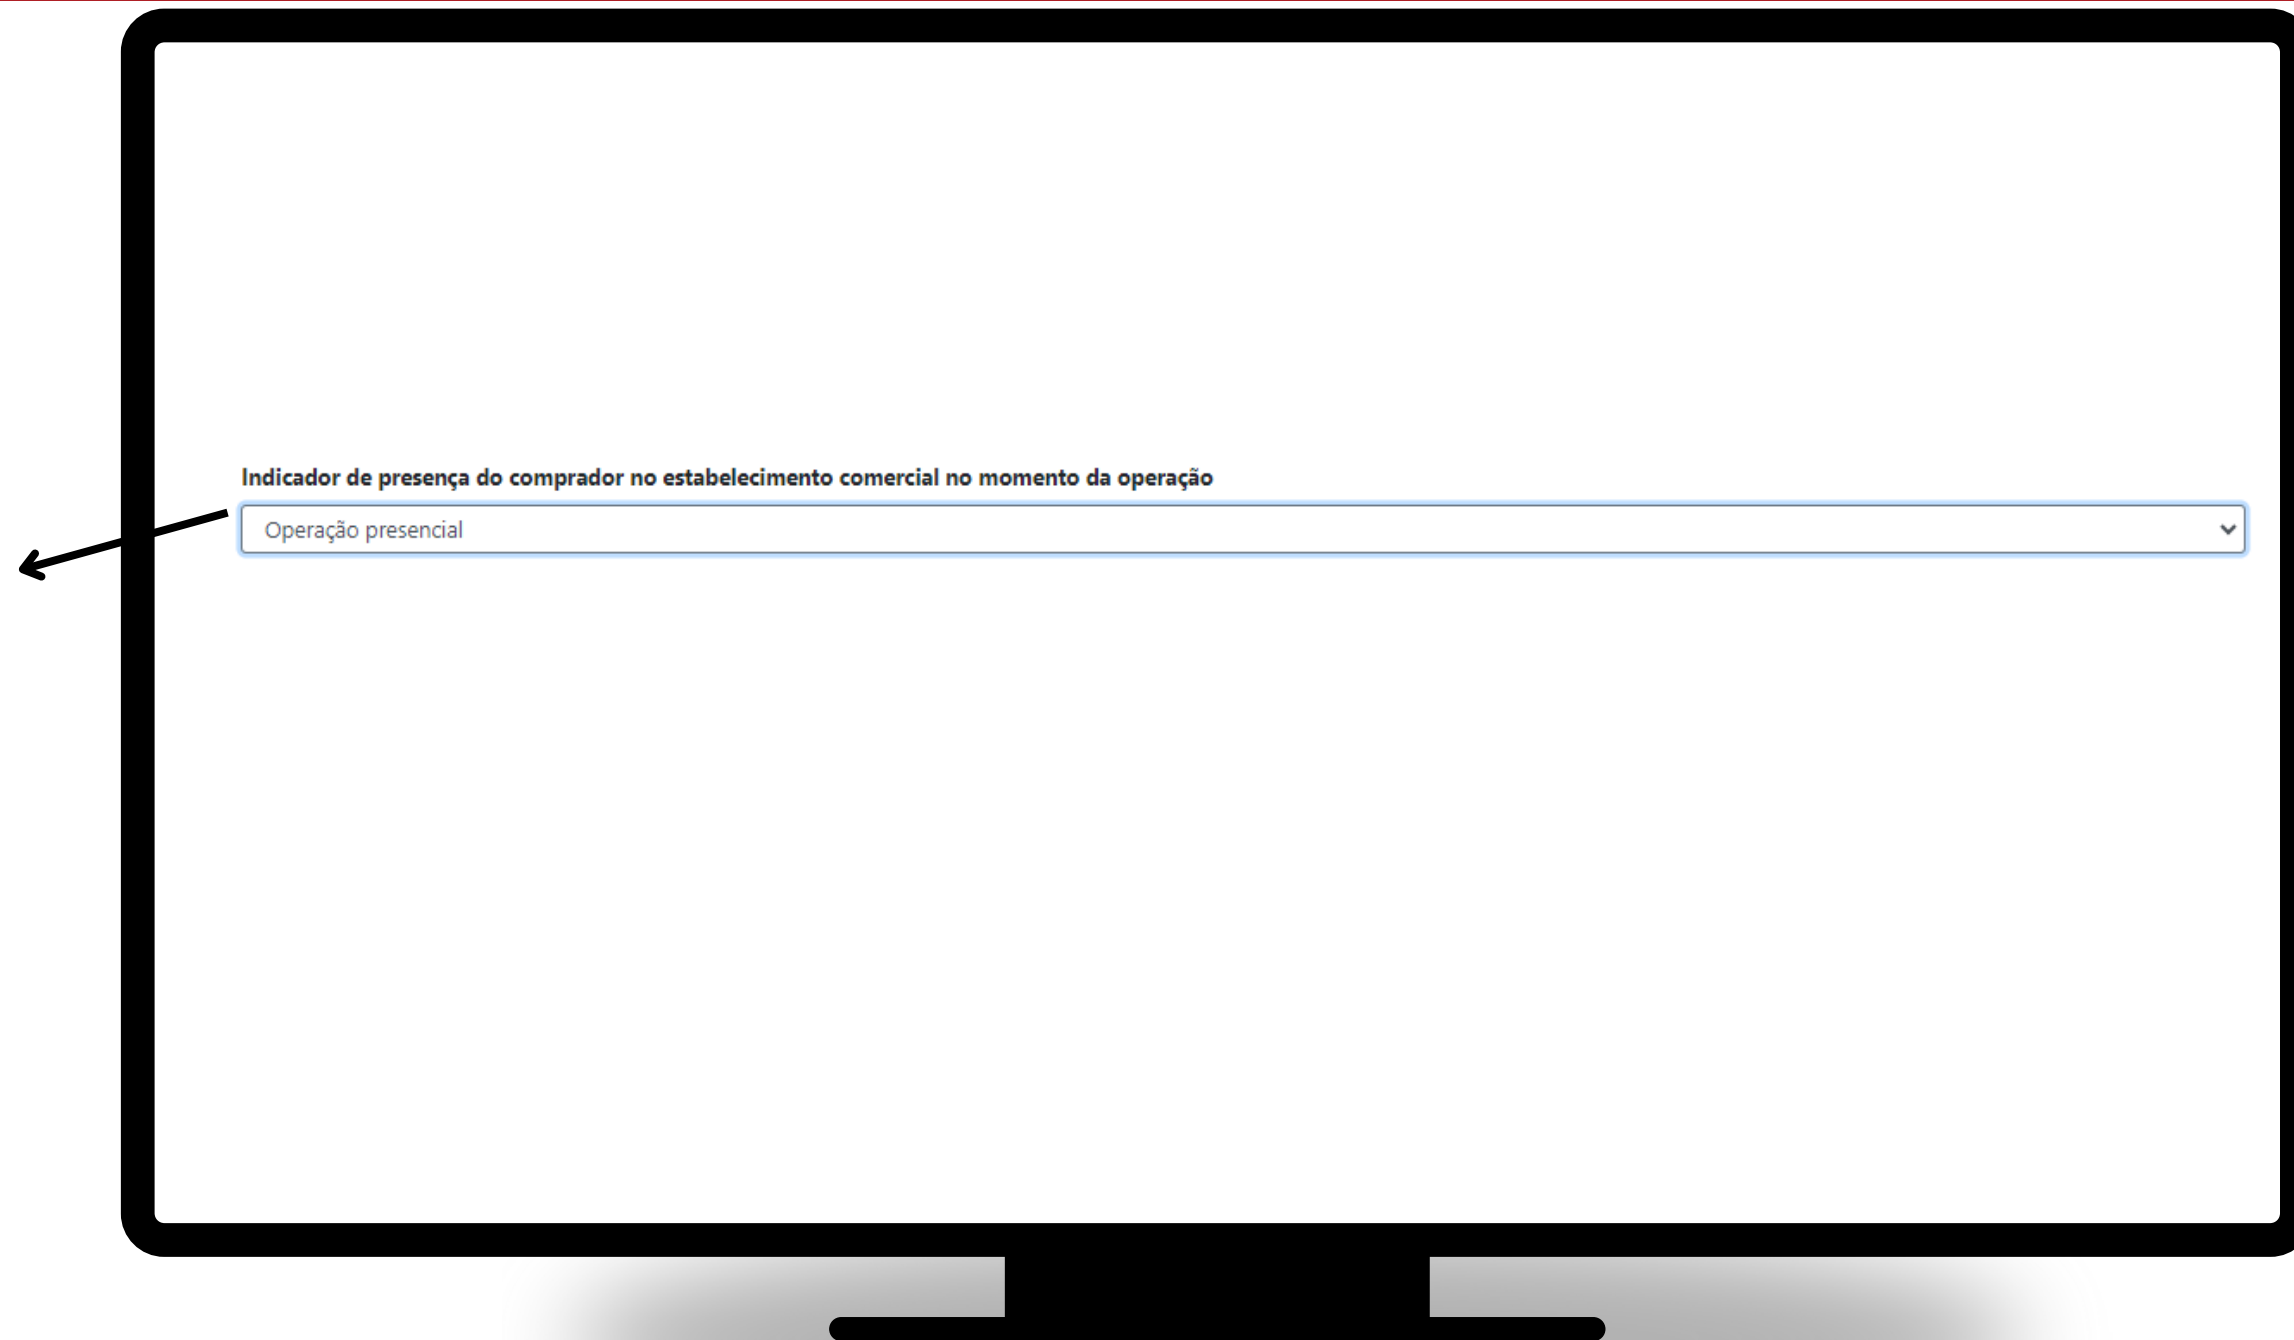 Indicador de presença do comprador no estabelecimento comercial no momento da operação
Operação presencial